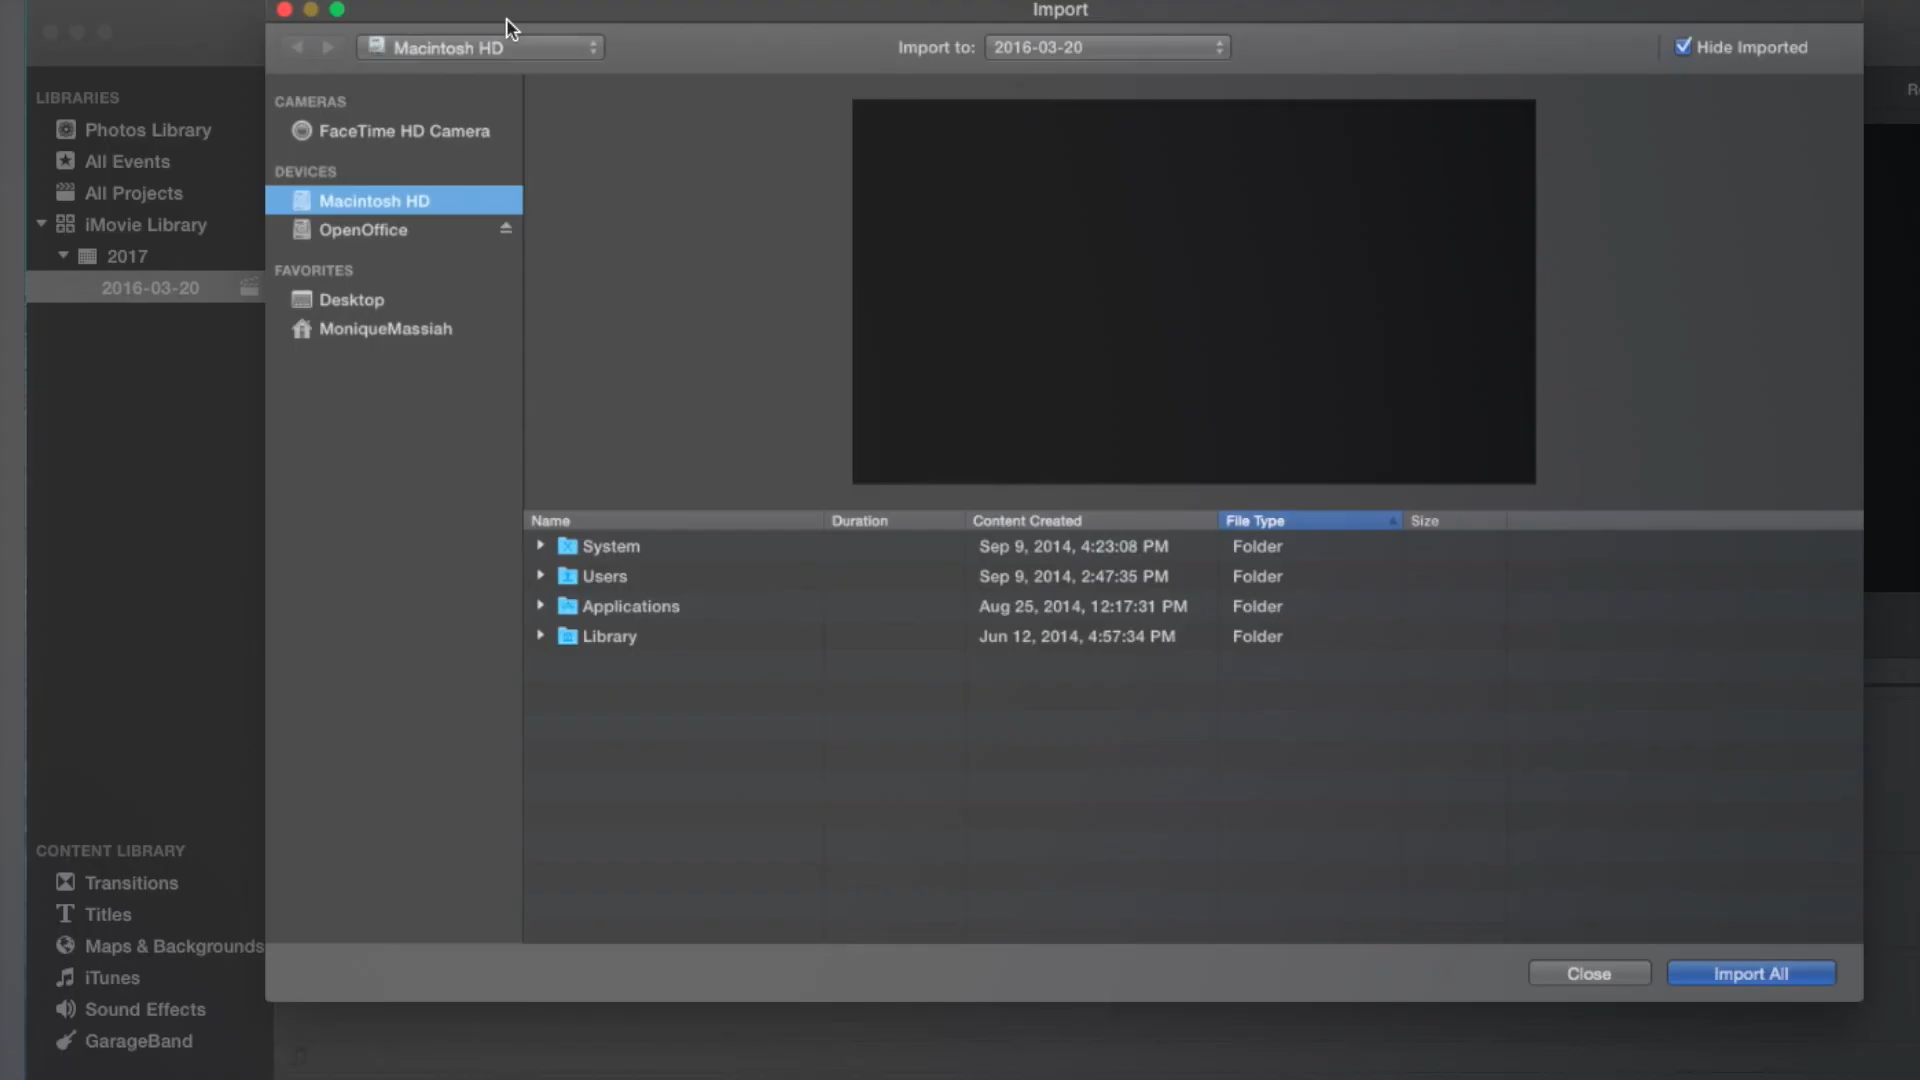 Import
Macintosh HD
Import to:
2016-03-20
Hide Imported
LIBRARIES
Photos Library
All Events
All Projects
iMovie Library
2017
2016-03-20
CAMERAS
FaceTime HD Camera
DEVICES
Macintosh HD
OpenOffice
FAVORITES
Desktop
MoniqueMassiah
Name Duration Content Created File Type Size
System Sep 9, 2014, 4:23:08 PM Folder
Users Sep 9, 2014, 2:47:35 PM Folder
Applications Aug 25, 2014, 12:17:31 PM Folder
Library Jun 12, 2014, 4:57:34 PM Folder
CONTENT LIBRARY
Transitions
Titles
Maps & Backgrounds
iTunes
Sound Effects
GarageBand
Close
Import All